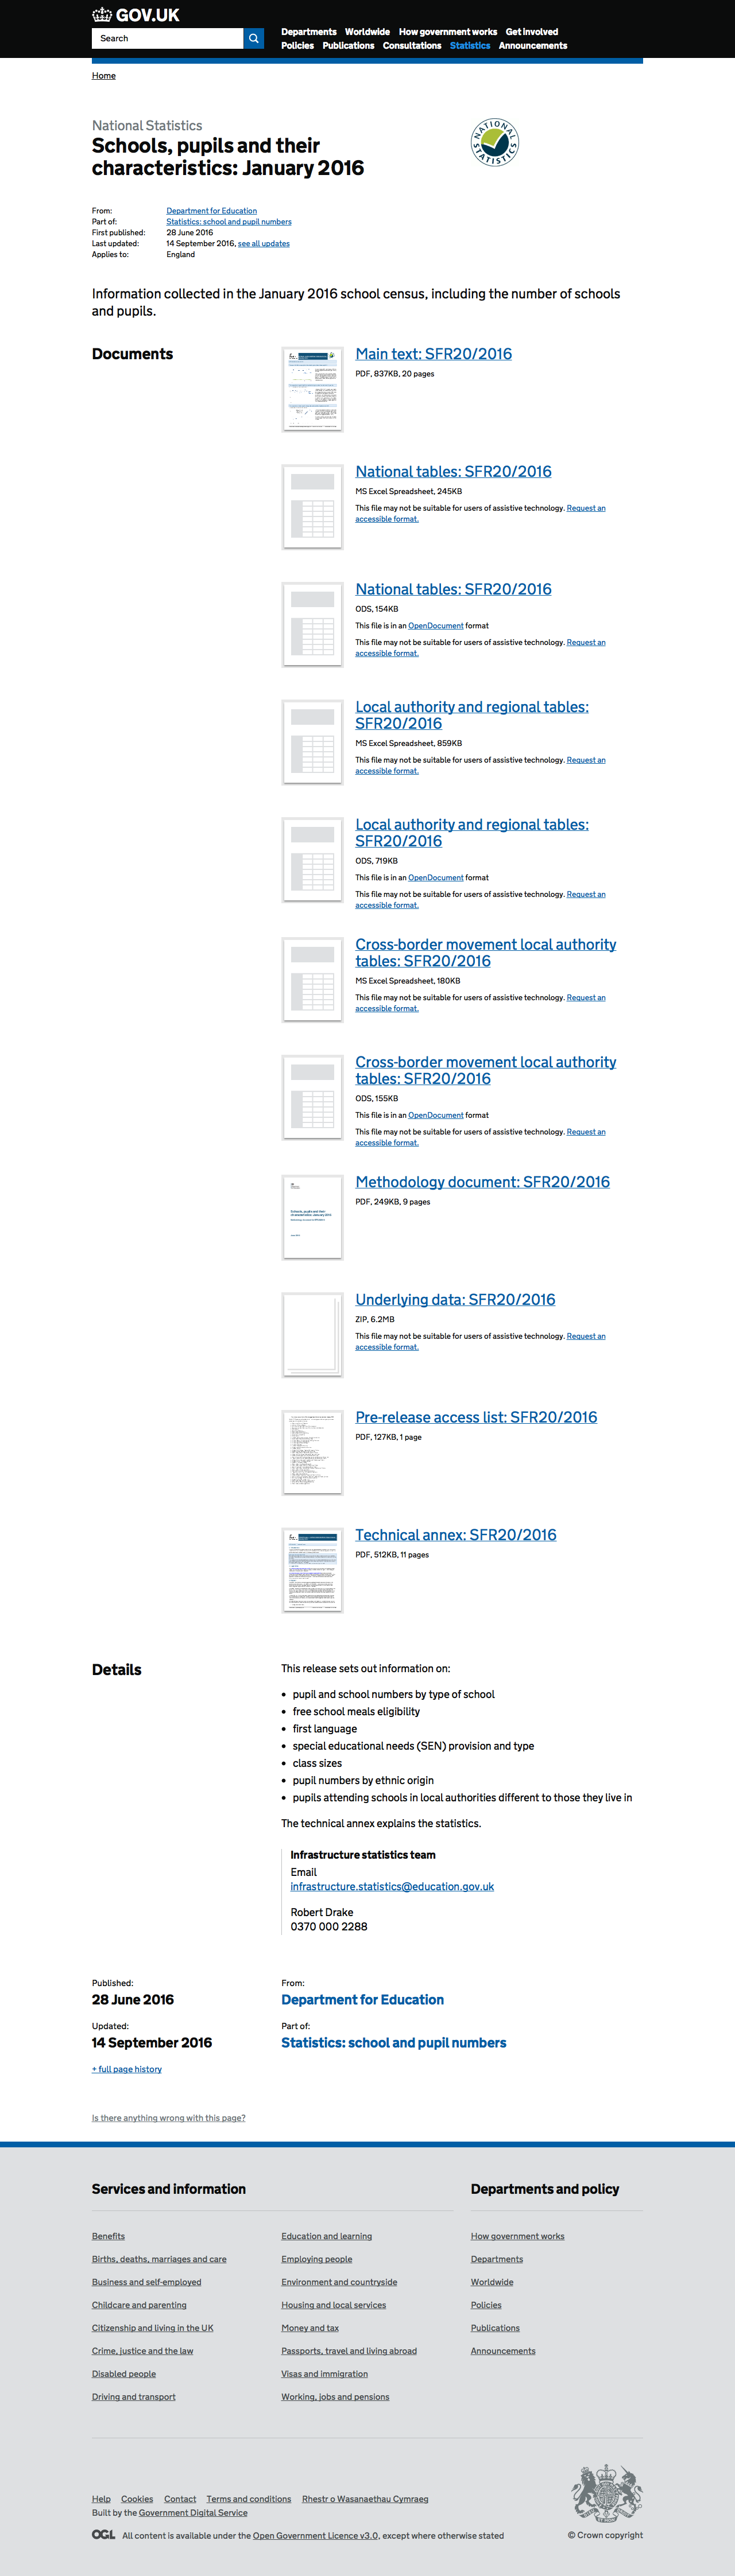 GOV.UK
Search
Departments Worldwide How government works Get involved
Policies Publications Consultations Statistics Announcements
Home
National Statistics
Schools, pupils and their
characteristics: January 2016
NATIONAL STATISTICS
From: Department for Education
Part of: Statistics: school and pupil numbers
First published: 28 June 2016
Last updated: 14 September 2016, see all updates
Applies to: England
Information collected in the January 2016 school census, including the number of schools
and pupils.
Documents
Main text: SFR20/2016
PDF, 837KB, 20 pages
National tables: SFR20/2016
MS Excel Spreadsheet, 245KB
This file may not be suitable for users of assistive technology. Request an
accessible format.
National tables: SFR20/2016
ODS, 154KB
This file is in an OpenDocument format
This file may not be suitable for users of assistive technology. Request an
accessible format.
Local authority and regional tables:
SFR20/2016
MS Excel Spreadsheet, 859KB
This file may not be suitable for users of assistive technology. Request an
accessible format.
Local authority and regional tables:
SFR20/2016
ODS, 719KB
This file is in an OpenDocument format
This file may not be suitable for users of assistive technology. Request an
accessible format.
Cross-border movement local authority
tables: SFR20/2016
MS Excel Spreadsheet, 180KB
This file may not be suitable for users of assistive technology. Request an
accessible format.
Cross-border movement local authority
tables: SFR20/2016
ODS, 155KB
This file is in an OpenDocument format
This file may not be suitable for users of assistive technology. Request an
accessible format.
Methodology document: SFR20/2016
PDF, 249KB, 9 pages
Underlying data: SFR20/2016
ZIP, 6.2MB
This file may not be suitable for users of assistive technology. Request an
accessible format.
Pre-release access list: SFR20/2016
PDF, 127KB, 1 page
Technical annex: SFR20/2016
PDF, 512KB, 11 pages
Details
This release sets out information on:
• pupil and school numbers by type of school
• free school meals eligibility
• first language
• special educational needs (SEN) provision and type
• class sizes
• pupil numbers by ethnic origin
• pupils attending schools in local authorities different to those they live in
The technical annex explains the statistics.
Infrastructure statistics team
Email
infrastructure.statistics@education.gov.uk
Robert Drake
0370 000 2288
Published: From:
28 June 2016 Department for Education
Updated: Part of:
14 September 2016 Statistics: school and pupil numbers
+ full page history
Is there anything wrong with this page?
Services and information Departments and policy
Benefits Education and learning How government works
Births, deaths, marriages and care Employing people Departments
Business and self-employed Environment and countryside Worldwide
Childcare and parenting Housing and local services Policies
Citizenship and living in the UK Money and tax Publications
Crime, justice and the law Passports, travel and living abroad Announcements
Disabled people Visas and immigration
Driving and transport Working, jobs and pensions
Help Cookies Contact Terms and conditions Rhestr o Wasanaethau Cymraeg
Built by the Government Digital Service
OGL All content is available under the Open Government Licence v3.0, except where otherwise stated
© Crown copyright